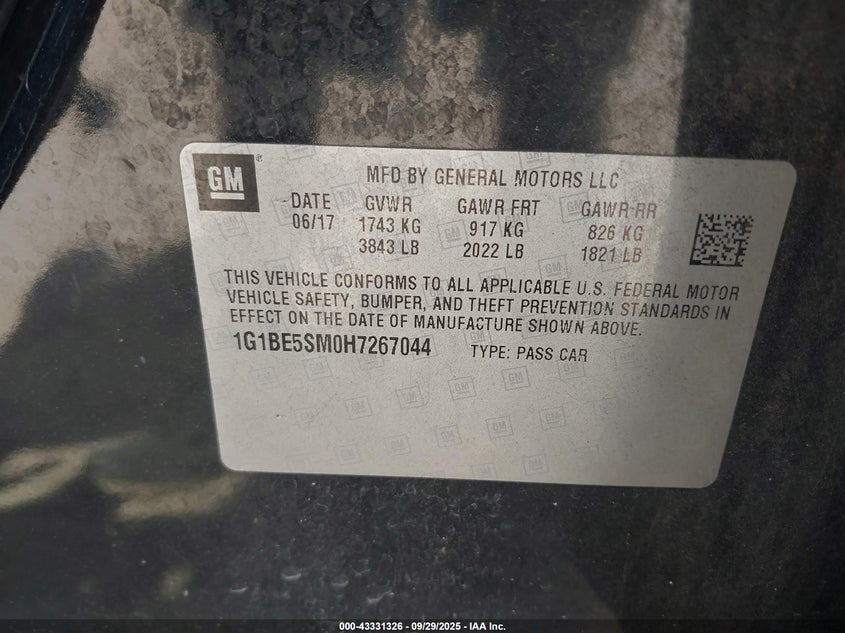 GM
MFD BY GENERAL MOTORS LLC
DATE GVWR GAWR FRT GAWR RR
06/17 1743 KG 917 KG 826 KG
3843 LB 2022 LB 1821 LB
THIS VEHICLE CONFORMS TO ALL APPLICABLE U.S. FEDERAL MOTOR
VEHICLE SAFETY, BUMPER, AND THEFT PREVENTION STANDARDS IN
EFFECT ON THE DATE OF MANUFACTURE SHOWN ABOVE.
1G1BE5SM0H7267044 TYPE: PASS CAR
000-43331326 - 09/29/2025 - IAA Inc.